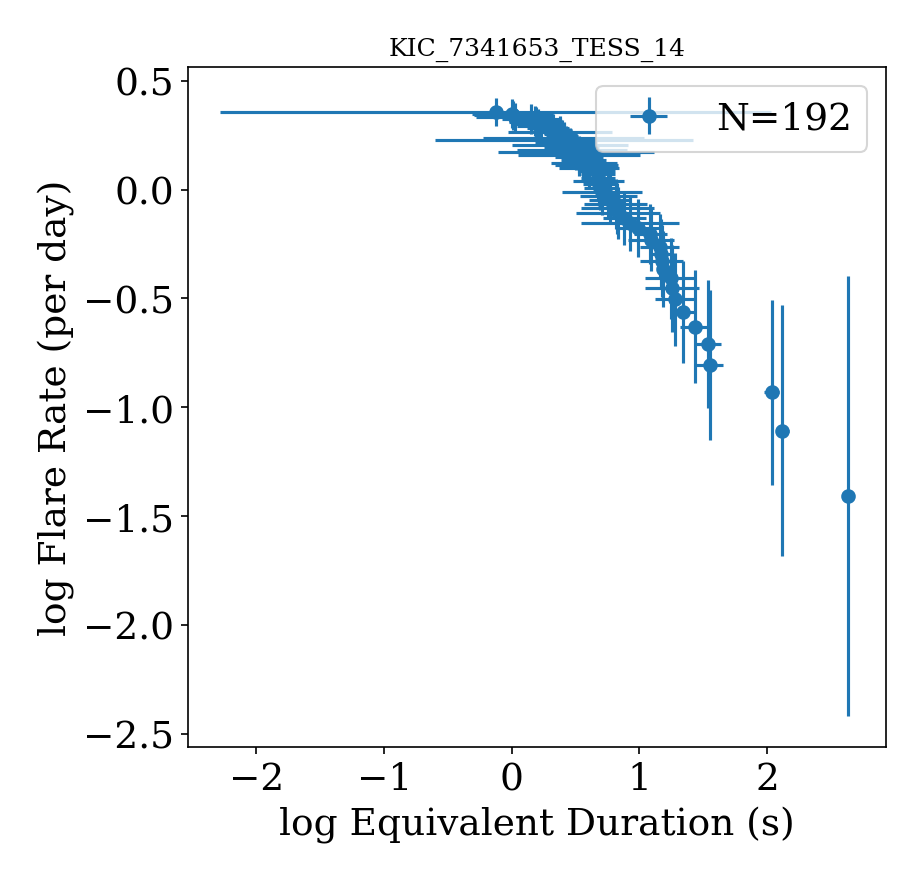 KIC_7341653_TESS_14
N=192
log Flare Rate (per day)
0.5
0.0
−0.5
−1.0
−1.5
−2.0
−2.5
−2 −1 0 1 2
log Equivalent Duration (s)